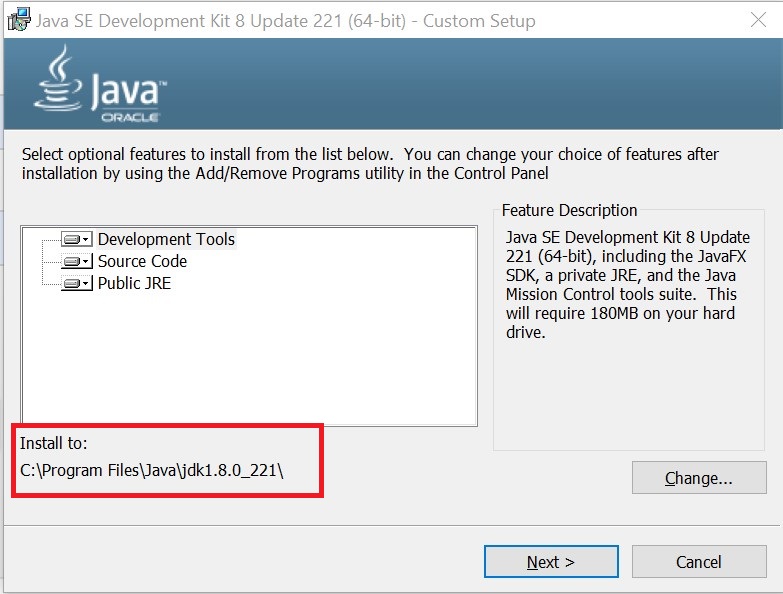 Java SE Development Kit 8 Update 221 (64-bit) - Custom Setup
Java™
ORACLE
Select optional features to install from the list below.  You can change your choice of features after
installation by using the Add/Remove Programs utility in the Control Panel
Development Tools
Source Code
Public JRE
Feature Description
Java SE Development Kit 8 Update
221 (64-bit), including the JavaFX
SDK, a private JRE, and the Java
Mission Control tools suite.  This
will require 180MB on your hard
drive.
Install to:
C:\Program Files\Java\jdk1.8.0_221\
Change...
Next >
Cancel